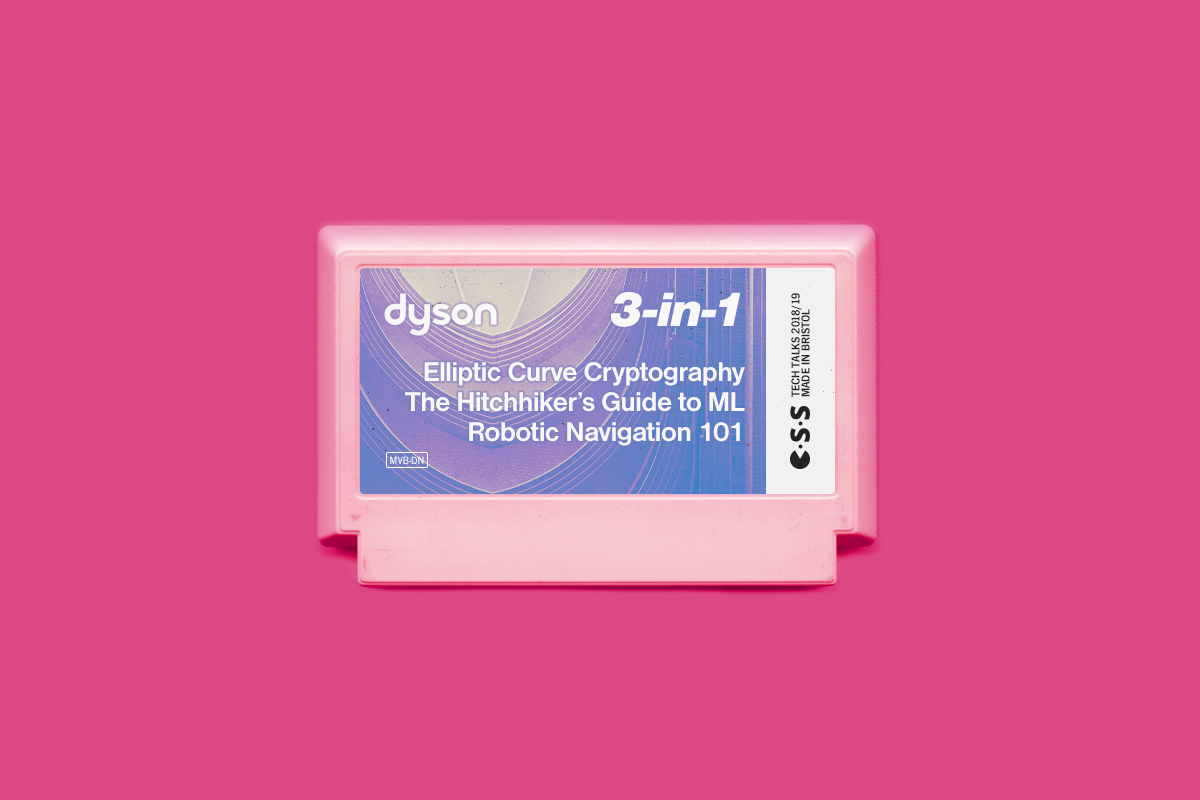 dyson
3-in-1
Elliptic Curve Cryptography
The Hitchhiker’s Guide to ML
Robotic Navigation 101
MVB-DN
TECH TALKS 2018/19
MADE IN BRISTOL
C·S·S